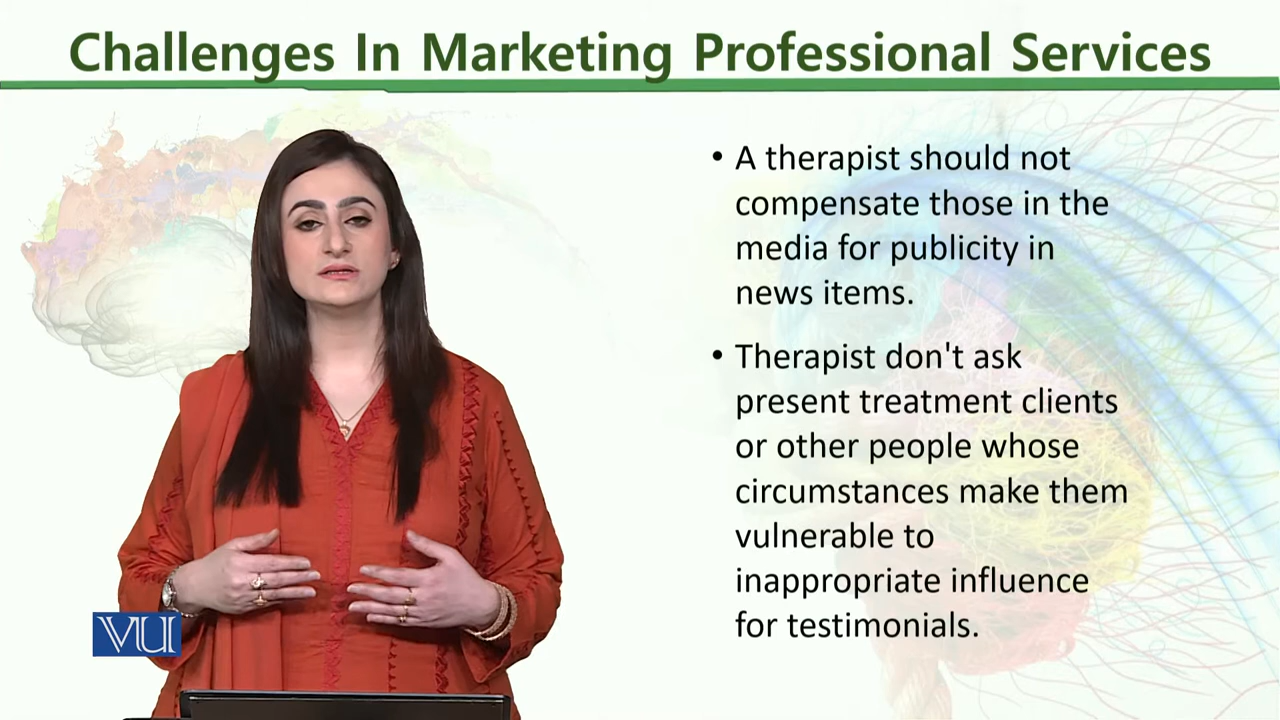 Challenges In Marketing Professional Services
• A therapist should not
compensate those in the
media for publicity in
news items.
• Therapist don't ask
present treatment clients
or other people whose
circumstances make them
vulnerable to
inappropriate influence
for testimonials.
VU